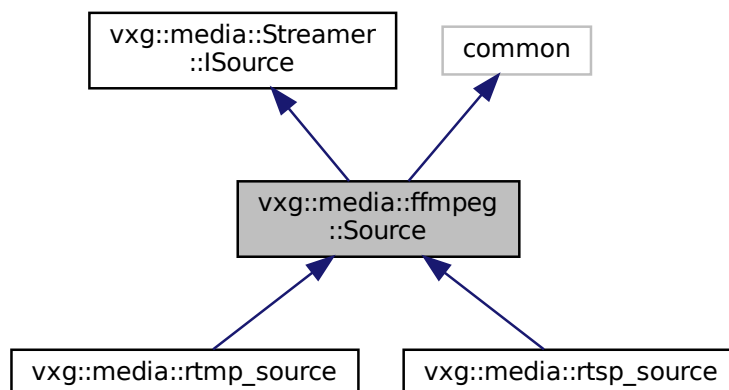 vxg::media::Streamer
::ISource
common
vxg::media::ffmpeg
::Source
vxg::media::rtmp_source
vxg::media::rtsp_source